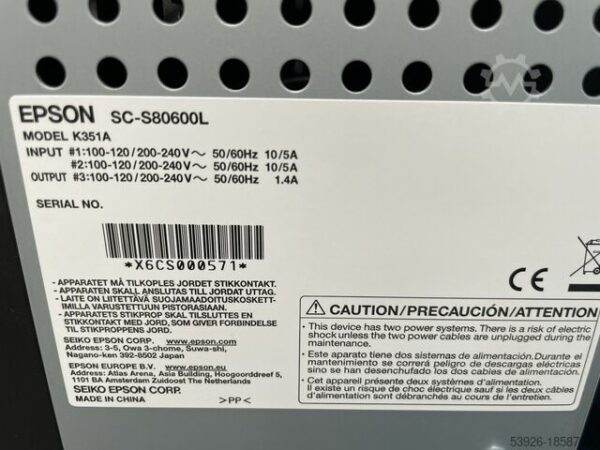 EPSON SC-S80600L
MODEL K351A
INPUT #1:100-120/200-240V～ 50/60Hz 10/5A
#2:100-120/200-240V～ 50/60Hz 10/5A
OUTPUT #3:100-120/200-240V～ 50/60Hz 1.4A
SERIAL NO.
*X6CS000571*
- APPARATET MÅ TILKOPLES JORDET STIKKONTAKT.
- APPARATEN SKALL ANSLUTAS TILL JORDAT UTTAG.
- LAITE ON LIITETTÄVÄ SUOJAMAADOITUSKOSKETT-
IMILLA VARUSTETTUUN PISTORASIAAN.
- APPARATETS STIKPROP SKAL TILSLUTTES EN
STIKKONTAKT MED JORD, SOM GIVER FORBINDELSE
TIL STIKPROPPENS JORD.
SEIKO EPSON CORP. www.epson.com
Address: 3-5, Owa 3-chome, Suwa-shi,
Nagano-ken 392-8502 Japan
EPSON EUROPE B.V. www.epson.eu
Address: Atlas Arena, Asia Building, Hoogoorddreef 5,
1101 BA Amsterdam Zuidoost The Netherlands
SEIKO EPSON CORP.
MADE IN CHINA >PP<
CE
CAUTION/PRECAUCIÓN/ATTENTION
• This device has two power systems. There is a risk of electric
shock unless the two power cables are unplugged during the
maintenance.
• Este aparato tiene dos sistemas de alimentación. Durante el
mantenimiento se correrá peligro de descargas eléctricas
sino se han desenchufado los dos cables de alimentación.
• Cet appareil présente deux systèmes d'alimentation.
Il existe un risque de choc électrique sauf si les deux câbles
d'alimentation sont débranchés au cours de l'entretien.
53926-18587